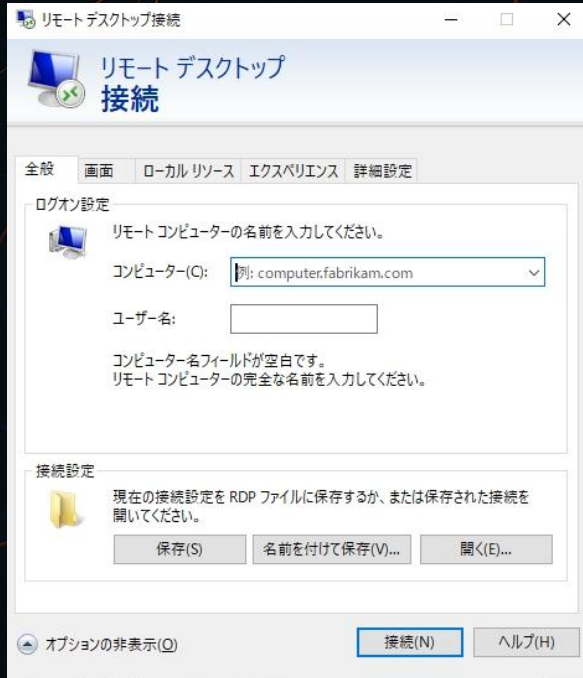 リモート デスクトップ接続
リモート デスクトップ
接続
全般 画面 ローカル リソース エクスペリエンス 詳細設定
ログオン設定
リモート コンピューターの名前を入力してください。
コンピューター(C): 例: computer.fabrikam.com
ユーザー名:
コンピューター名フィールドが空白です。
リモート コンピューターの完全な名前を入力してください。
接続設定
現在の接続設定を RDP ファイルに保存するか、または保存された接続を
開いてください。
保存(S) 名前を付けて保存(V)... 開く(E)...
オプションの非表示(O) 接続(N) ヘルプ(H)